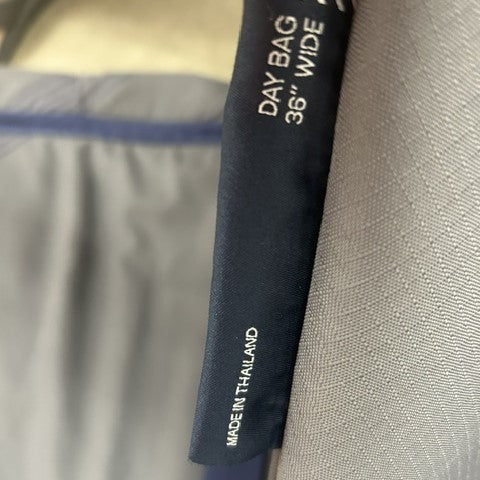 DAY BAG
36" WIDE
MADE IN THAILAND